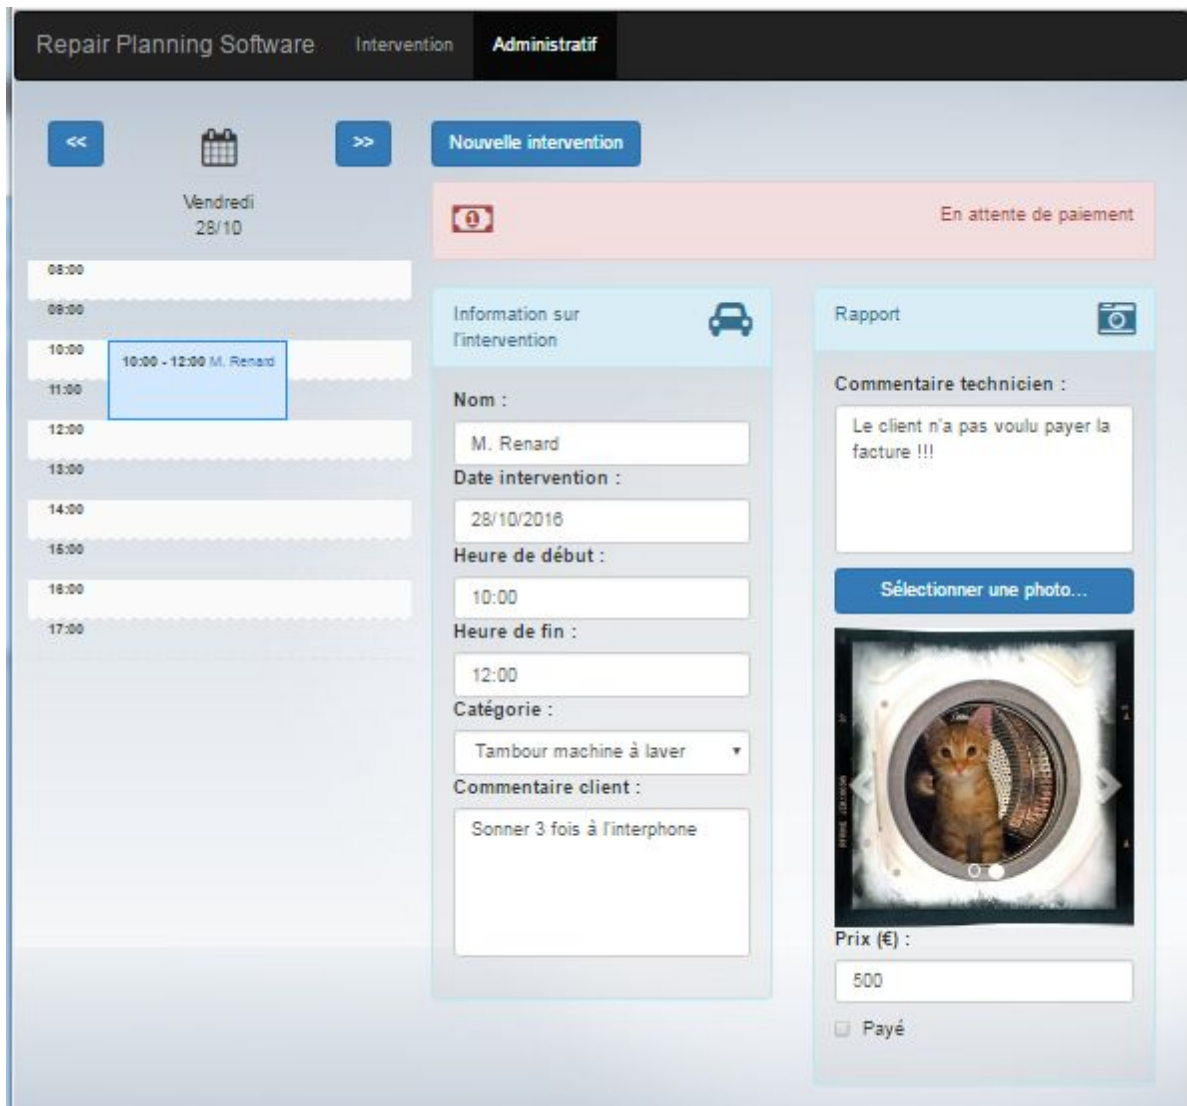 Repair Planning Software Intervention Administratif
<< >> Nouvelle intervention
Vendredi
28/10
En attente de paiement
08:00
09:00
10:00
10:00 - 12:00 M. Renard
11:00
12:00
13:00
14:00
15:00
16:00
17:00
Information sur
l'intervention
Nom :
M. Renard
Date intervention :
28/10/2016
Heure de début :
10:00
Heure de fin :
12:00
Catégorie :
Tambour machine à laver
Commentaire client :
Sonner 3 fois à l'interphone
Rapport
Commentaire technicien :
Le client n'a pas voulu payer la
facture !!!
Sélectionner une photo...
Prix (€) :
500
Payé